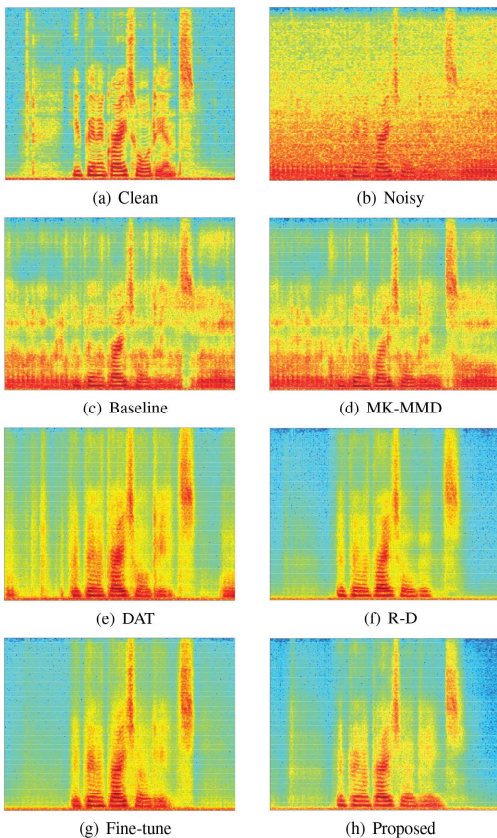 (a) Clean
(b) Noisy
(c) Baseline
(d) MK-MMD
(e) DAT
(f) R-D
(g) Fine-tune
(h) Proposed